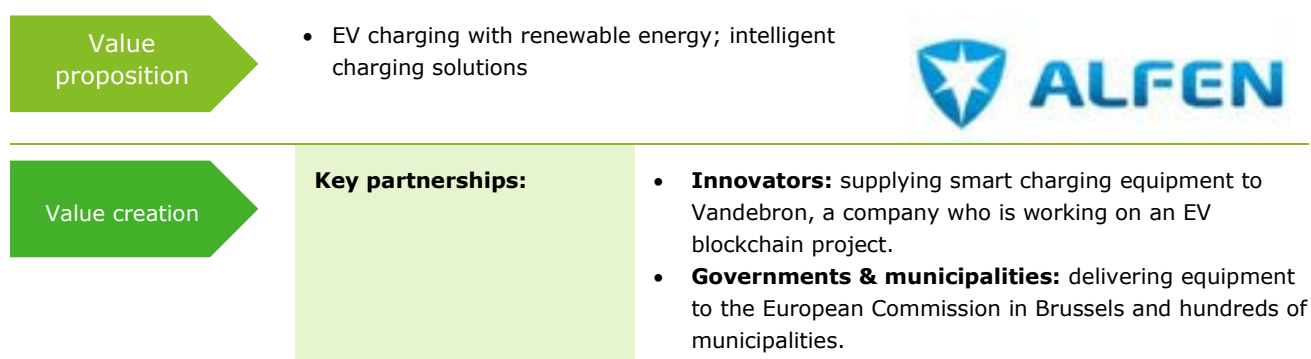 Value
proposition
• EV charging with renewable energy; intelligent
charging solutions
ALFEN
Value creation
Key partnerships:
• Innovators: supplying smart charging equipment to
Vandebron, a company who is working on an EV
blockchain project.
• Governments & municipalities: delivering equipment
to the European Commission in Brussels and hundreds of
municipalities.